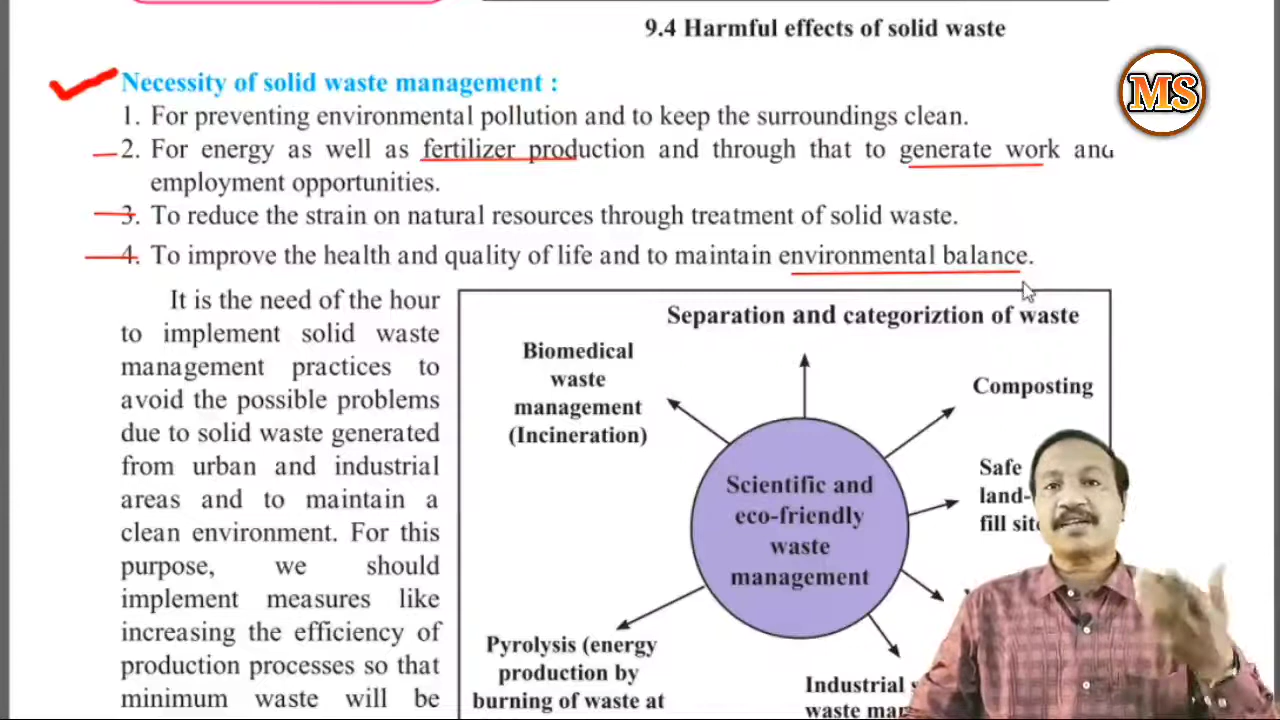 9.4 Harmful effects of solid waste
MS
Necessity of solid waste management :
1. For preventing environmental pollution and to keep the surroundings clean.
2. For energy as well as fertilizer production and through that to generate work and
employment opportunities.
3. To reduce the strain on natural resources through treatment of solid waste.
4. To improve the health and quality of life and to maintain environmental balance.
It is the need of the hour
to implement solid waste
management practices to
avoid the possible problems
due to solid waste generated
from urban and industrial
areas and to maintain a
clean environment. For this
purpose, we should
implement measures like
increasing the efficiency of
production processes so that
minimum waste will be
Separation and categoriztion of waste
Biomedical
waste
management
(Incineration)
Composting
Safe
land-
fill
Scientific and
eco-friendly
waste
management
Pyrolysis (energy
production by
burning of waste at
Industrial
waste